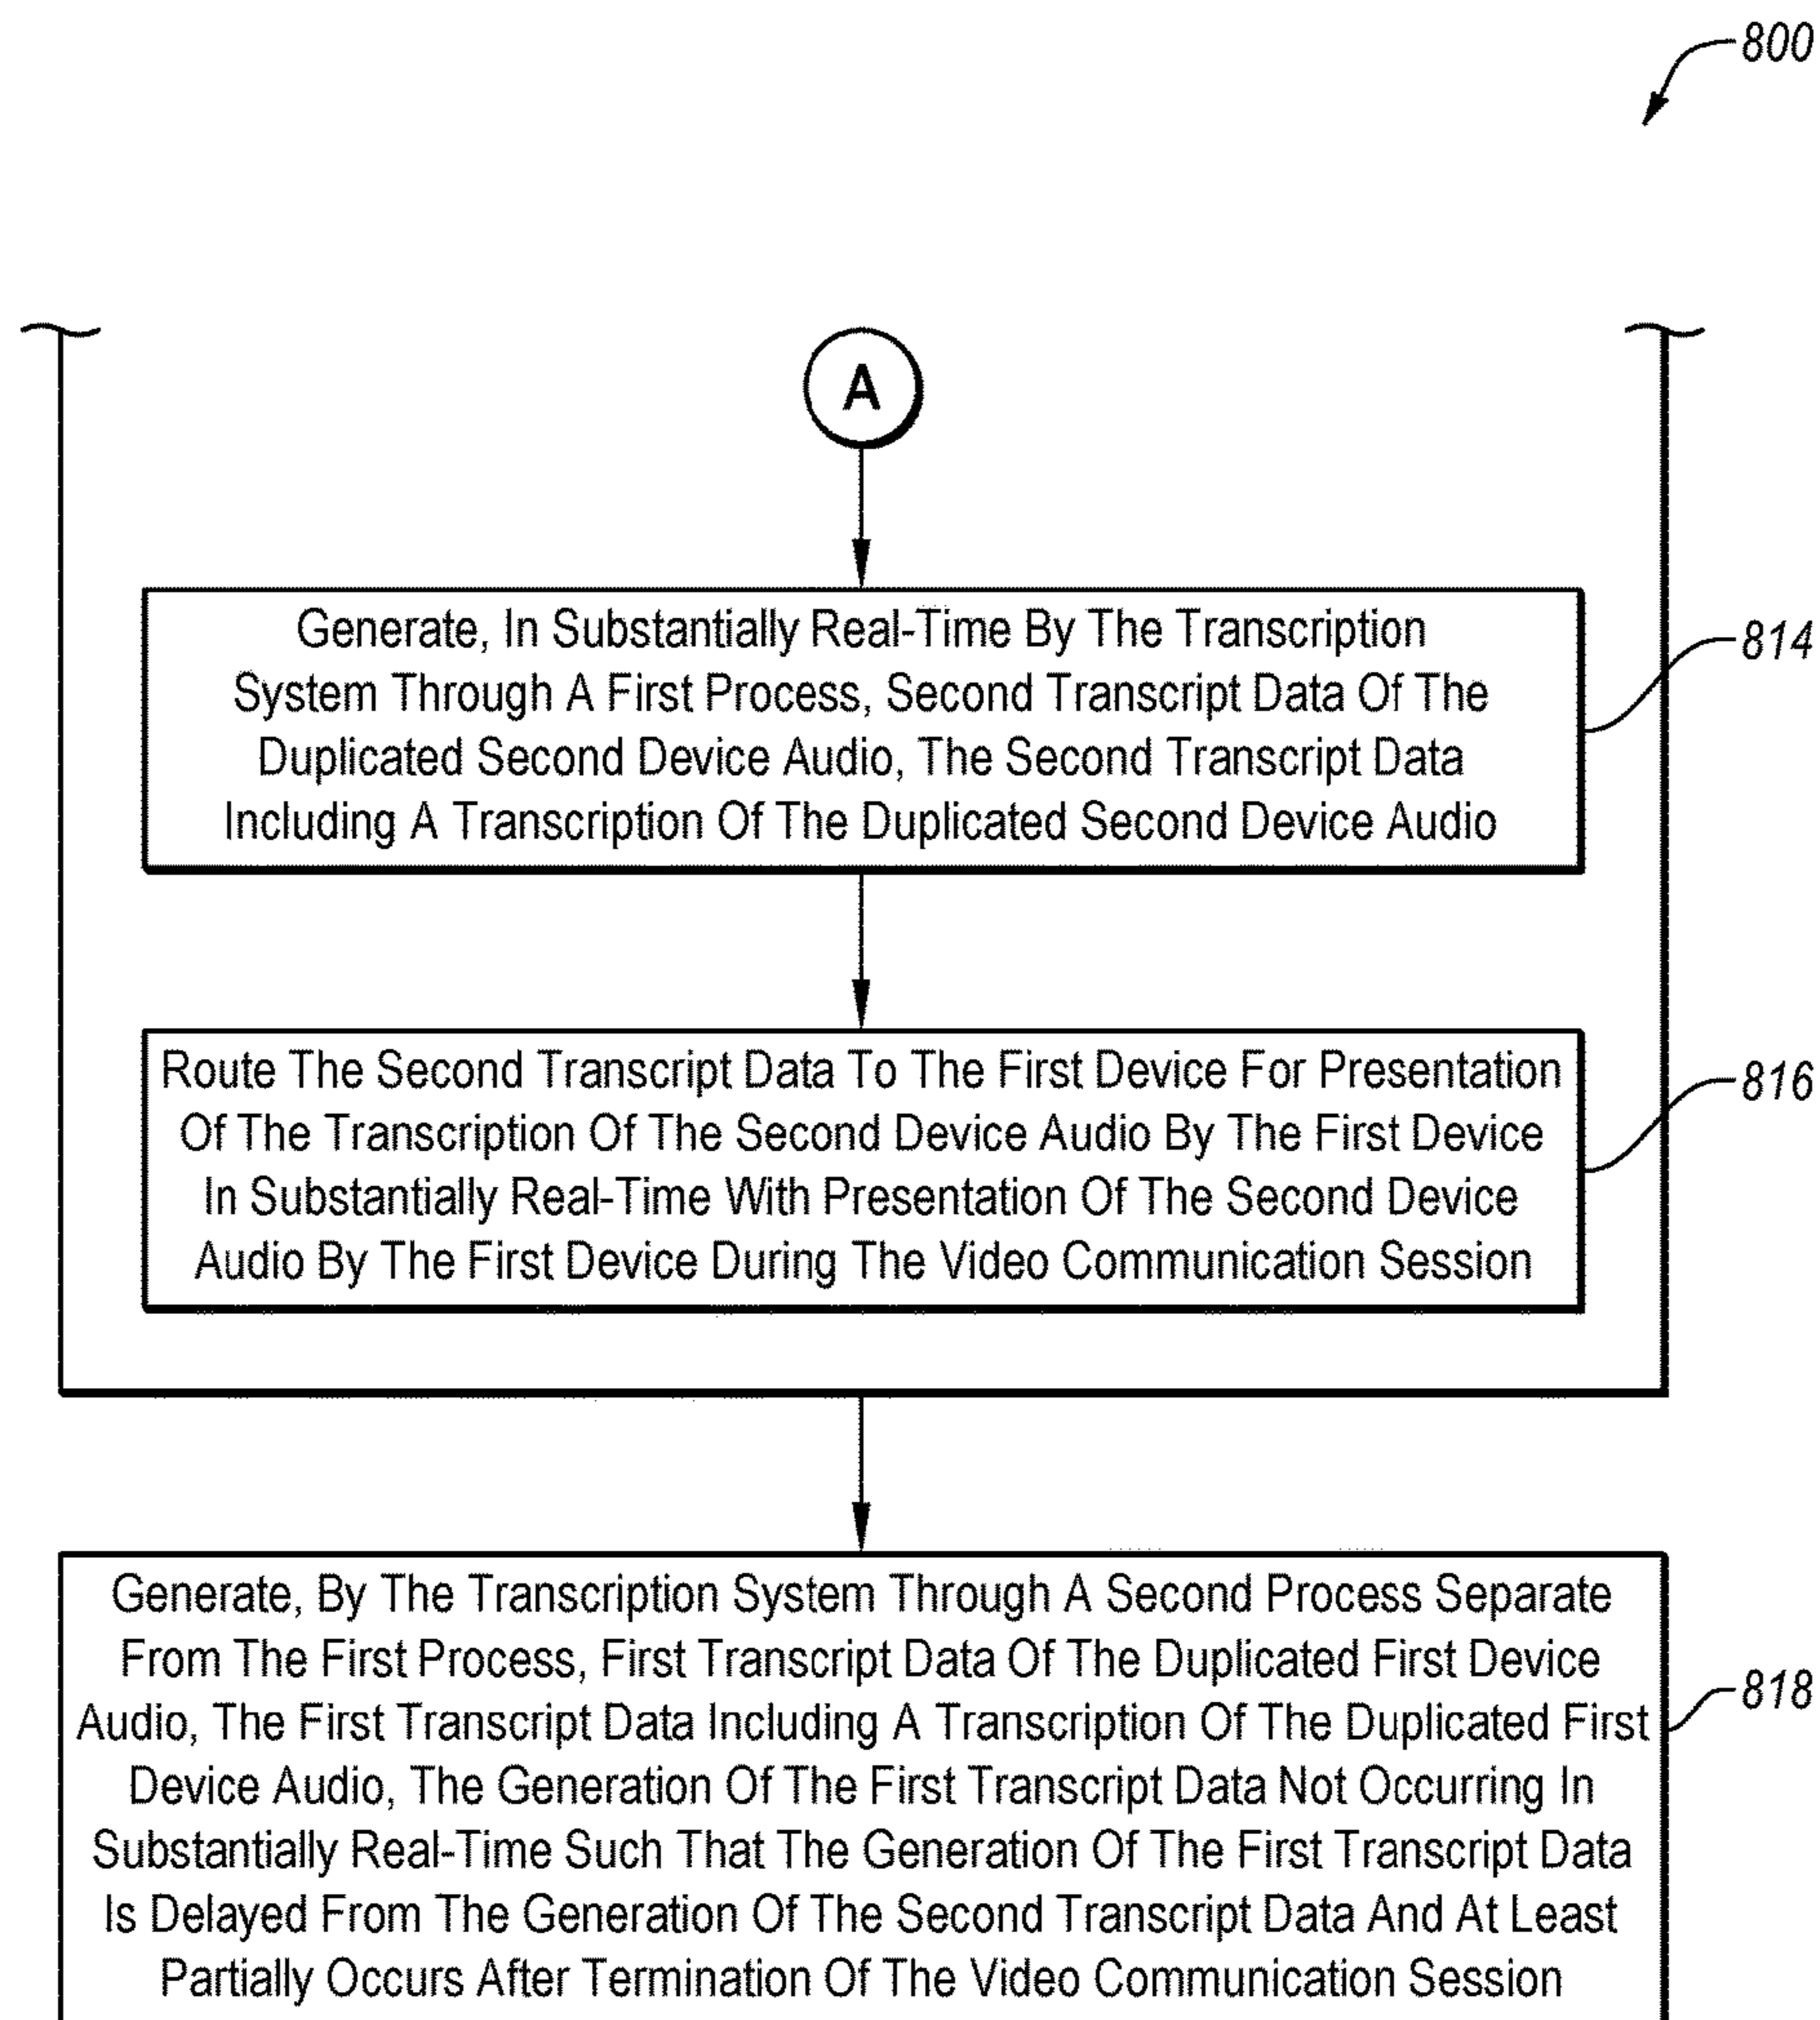 800
A
Generate, In Substantially Real-Time By The Transcription
System Through A First Process, Second Transcript Data Of The
Duplicated Second Device Audio, The Second Transcript Data
Including A Transcription Of The Duplicated Second Device Audio
814
Route The Second Transcript Data To The First Device For Presentation
Of The Transcription Of The Second Device Audio By The First Device
In Substantially Real-Time With Presentation Of The Second Device
Audio By The First Device During The Video Communication Session
816
Generate, By The Transcription System Through A Second Process Separate
From The First Process, First Transcript Data Of The Duplicated First Device
Audio, The First Transcript Data Including A Transcription Of The Duplicated First
Device Audio, The Generation Of The First Transcript Data Not Occurring In
Substantially Real-Time Such That The Generation Of The First Transcript Data
Is Delayed From The Generation Of The Second Transcript Data And At Least
Partially Occurs After Termination Of The Video Communication Session
818